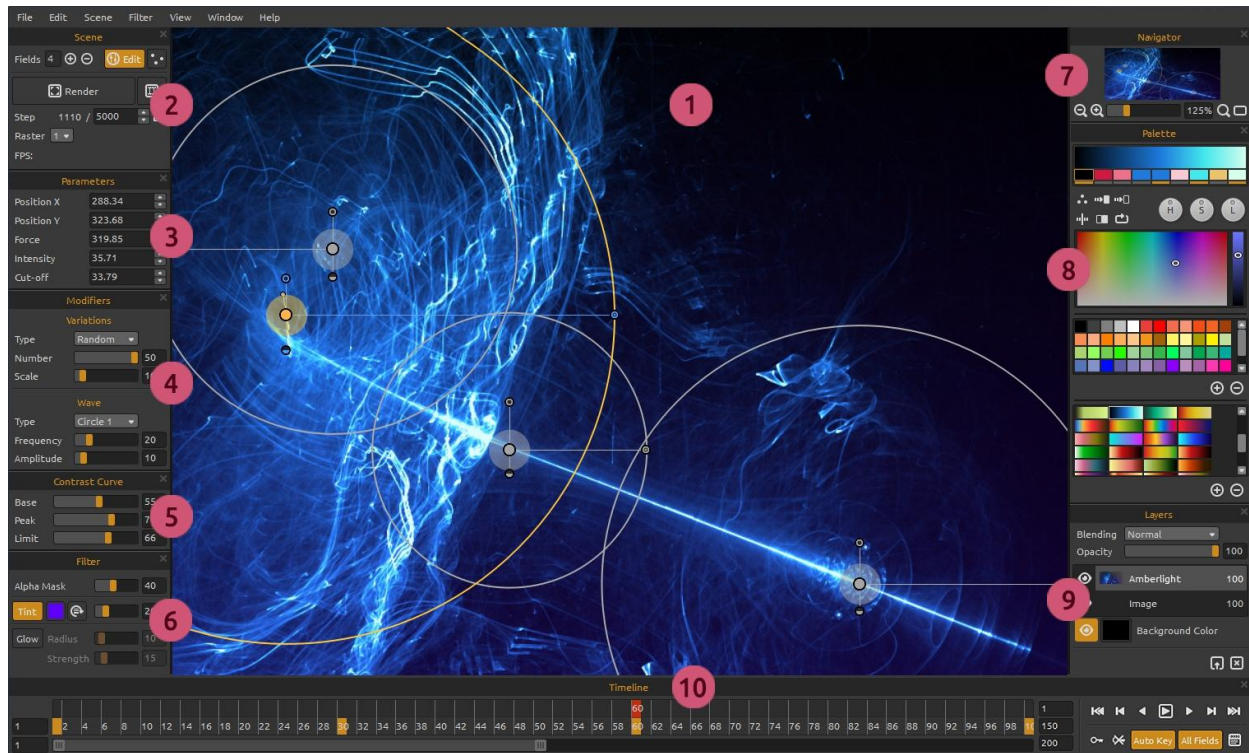 File Edit Scene Filter View Window Help
Scene
Fields 4 Edit
Render
Step 1110 / 5000
Raster 1
FPS:
Parameters
Position X 288.34
Position Y 323.68
Force 319.85
Intensity 35.71
Cut-off 33.79
Modifiers
Variations
Type Random
Number 50
Scale
Wave
Type Circle 1
Frequency 20
Amplitude 10
Contrast Curve
Base 55
Peak
Limit 66
Filter
Alpha Mask 40
Tint
Glow Radius 10
Strength 15
1
2
3
4
5
6
Navigator
7
125%
Palette
H S L
8
Layers
Blending Normal
Opacity 100
Amberlight 100
9
Image 100
Background Color
10
Timeline
60
1
1 2 4 6 8 10 12 14 16 18 20 22 24 26 28 30 32 34 36 38 40 42 44 46 48 50 52 54 56 58 60 62 64 66 68 70 72 74 76 78 80 82 84 86 88 90 92 94 96 98 150
1 200
Auto Key All Fields